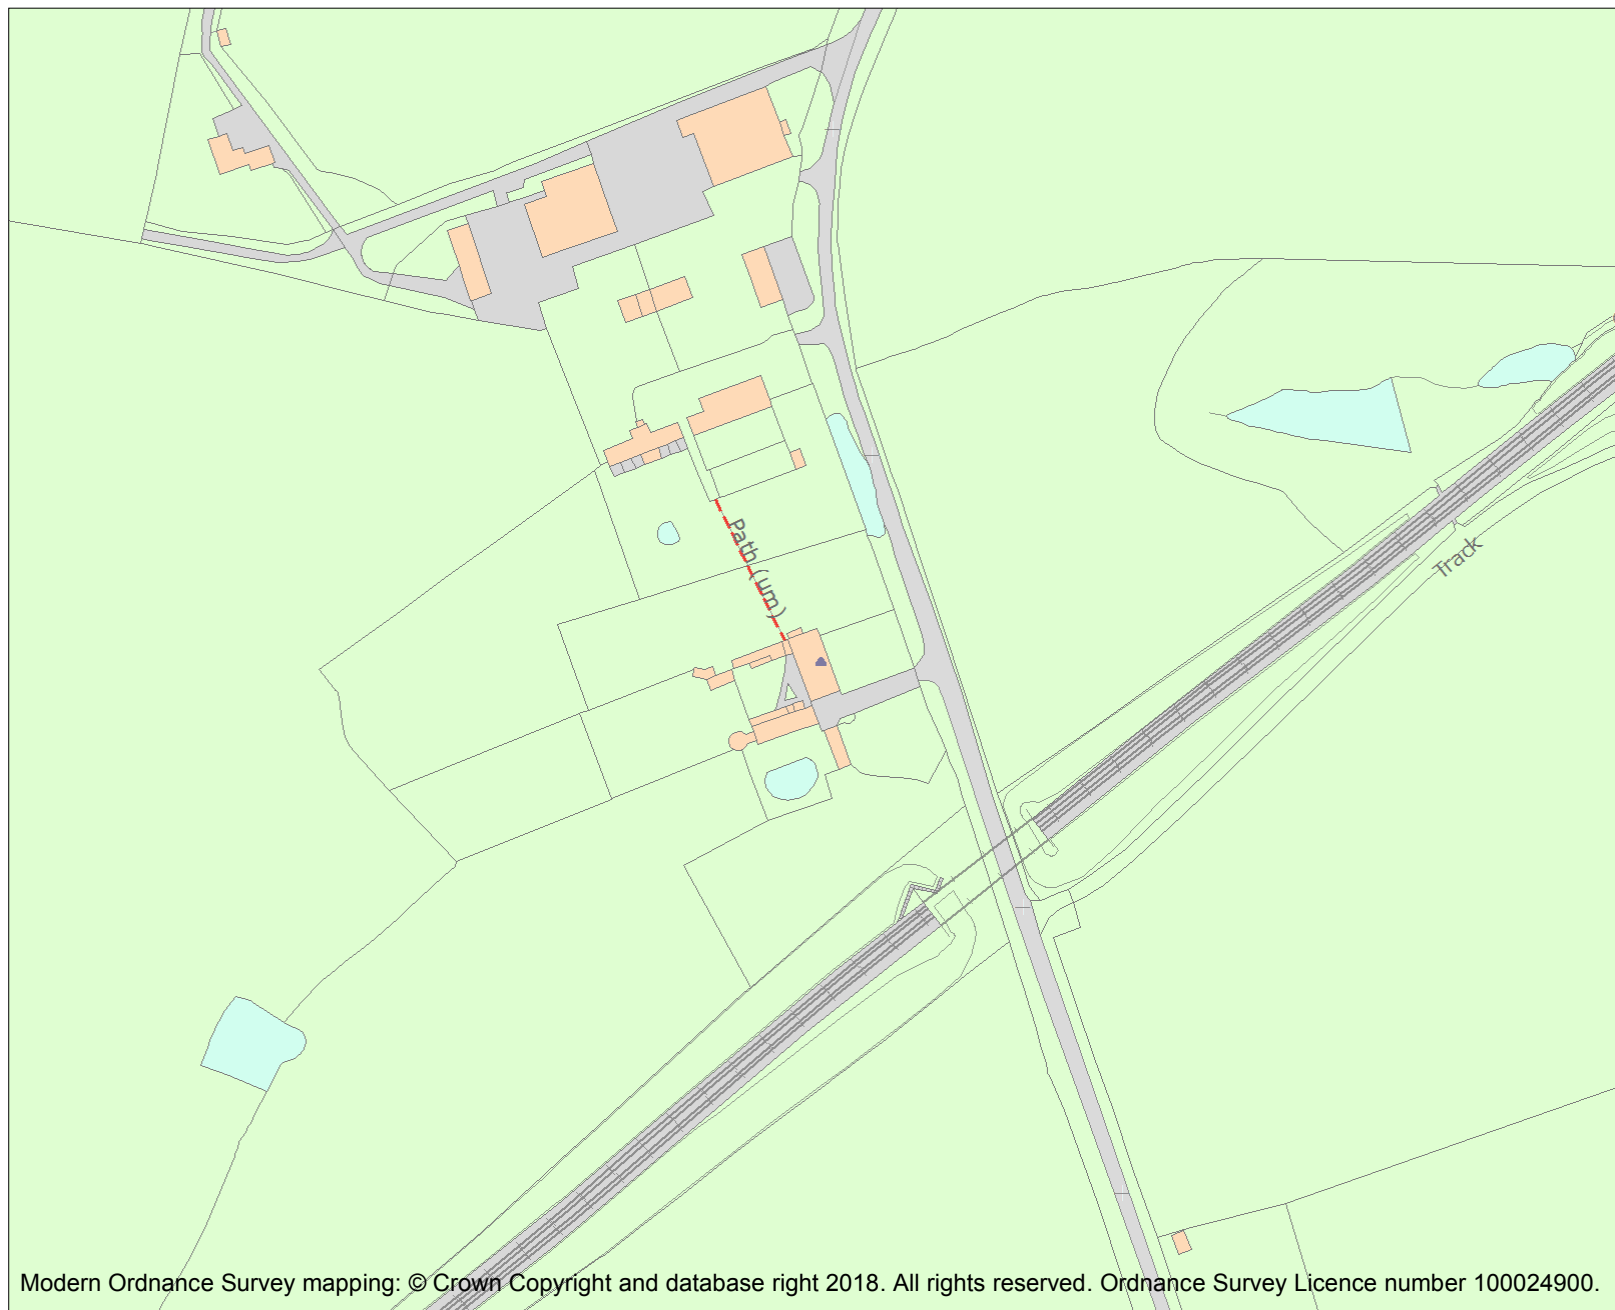 Path (um)
Track
Modern Ordnance Survey mapping: © Crown Copyright and database right 2018. All rights reserved. Ordnance Survey Licence number 100024900.